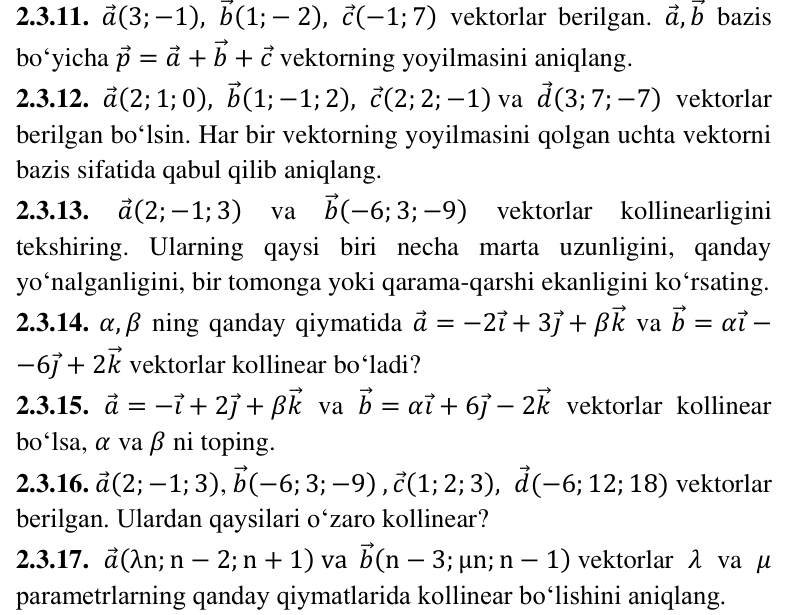 2.3.11. a⃗(3;−1), b⃗(1;− 2), c⃗(−1; 7) vektorlar berilgan. a⃗, b⃗ bazis
bo‘yicha p⃗ = a⃗ + b⃗ + c⃗ vektorning yoyilmasini aniqlang.
2.3.12. a⃗(2; 1; 0), b⃗(1; −1; 2), c⃗(2; 2; −1) va d⃗(3; 7; −7) vektorlar
berilgan bo‘lsin. Har bir vektorning yoyilmasini qolgan uchta vektorni
bazis sifatida qabul qilib aniqlang.
2.3.13. a⃗(2; −1; 3) va b⃗(−6; 3; −9) vektorlar kollinearligini
tekshiring. Ularning qaysi biri necha marta uzunligini, qanday
yo‘nalganligini, bir tomonga yoki qarama-qarshi ekanligini ko‘rsating.
2.3.14. α, β ning qanday qiymatida a⃗ = −2i⃗ + 3j⃗ + βk⃗ va b⃗ = αi⃗ −
−6j⃗ + 2k⃗ vektorlar kollinear bo‘ladi?
2.3.15. a⃗ = −i⃗ + 2j⃗ + βk⃗ va b⃗ = αi⃗ + 6j⃗ − 2k⃗ vektorlar kollinear
bo‘lsa, α va β ni toping.
2.3.16. a⃗(2; −1; 3), b⃗(−6; 3; −9) , c⃗(1; 2; 3), d⃗(−6; 12; 18) vektorlar
berilgan. Ulardan qaysilari o‘zaro kollinear?
2.3.17. a⃗(λn; n − 2; n + 1) va b⃗(n − 3; μn; n − 1) vektorlar λ va μ
parametrlarning qanday qiymatlarida kollinear bo‘lishini aniqlang.